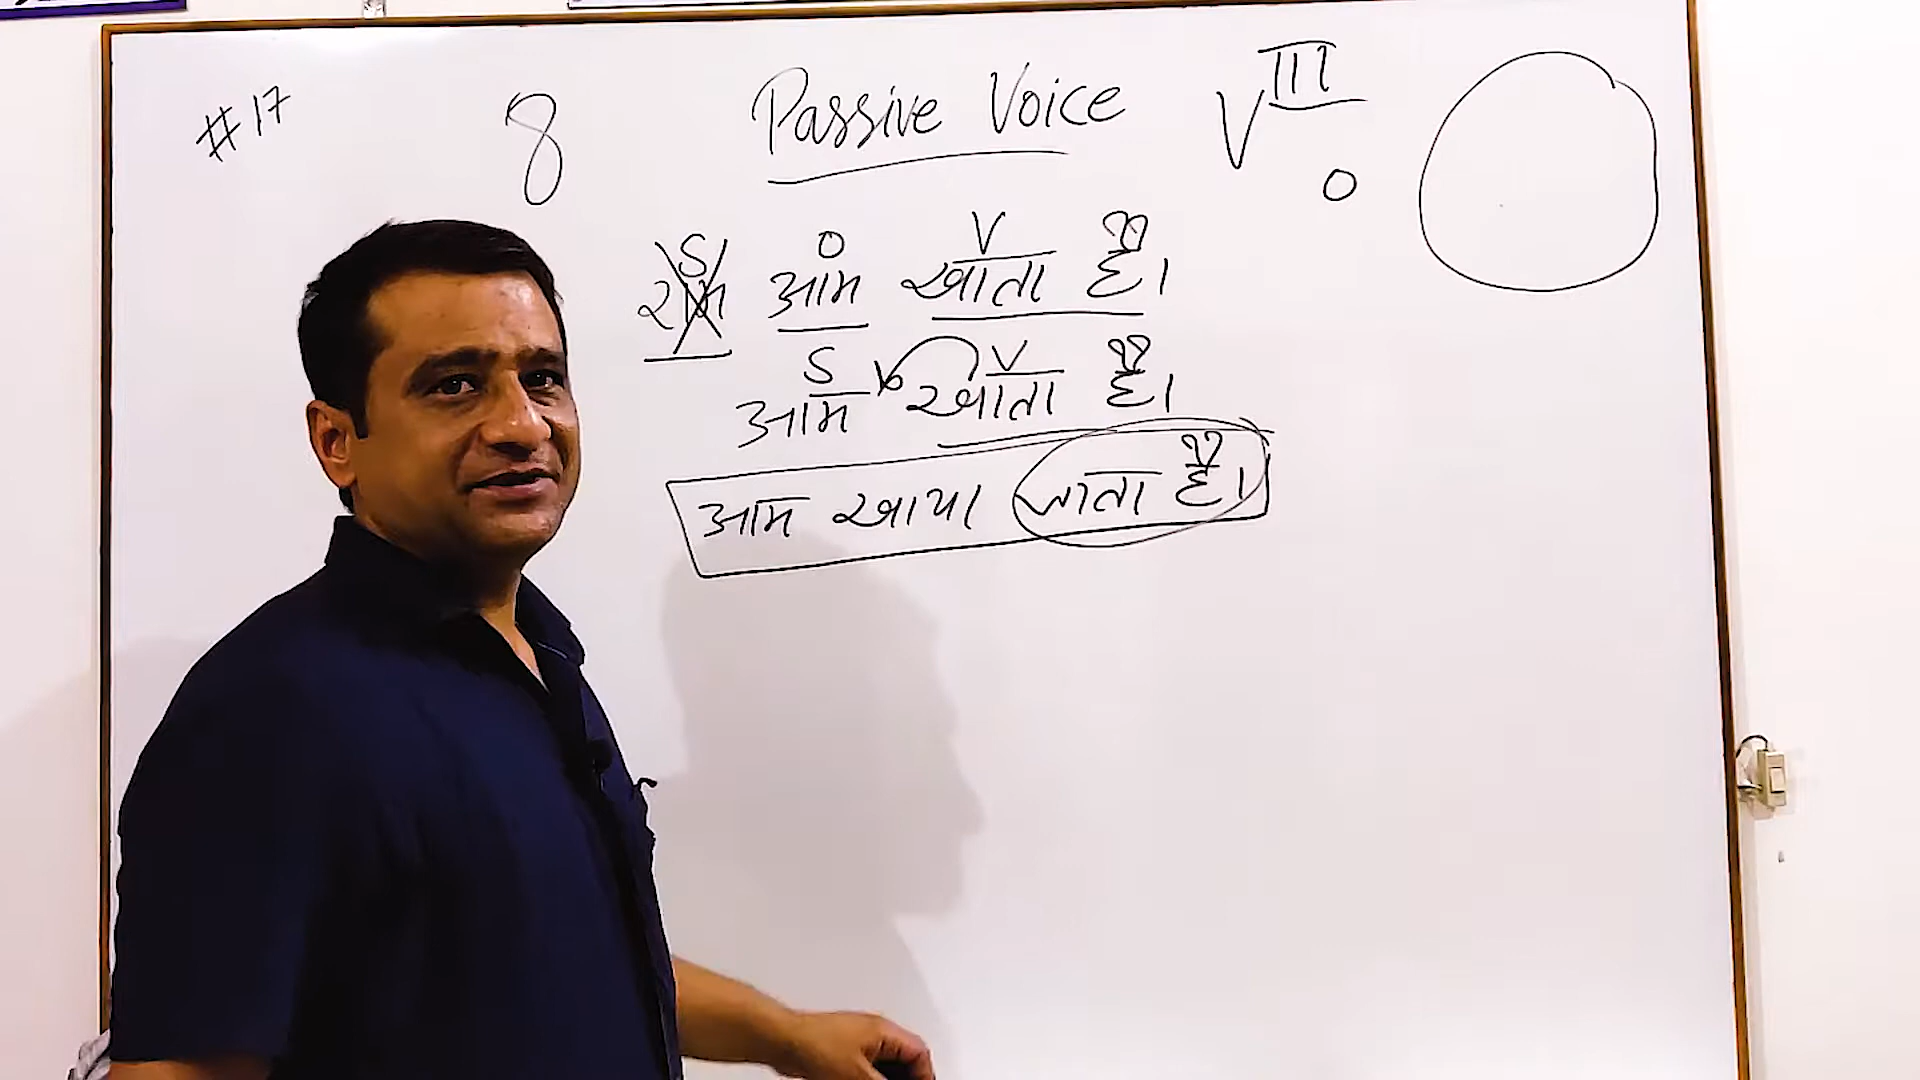 #17 8 Passive Voice V III
O
S O V
राम आम खाता है।
S V
आम खाता है।
आम खाया जाता है।